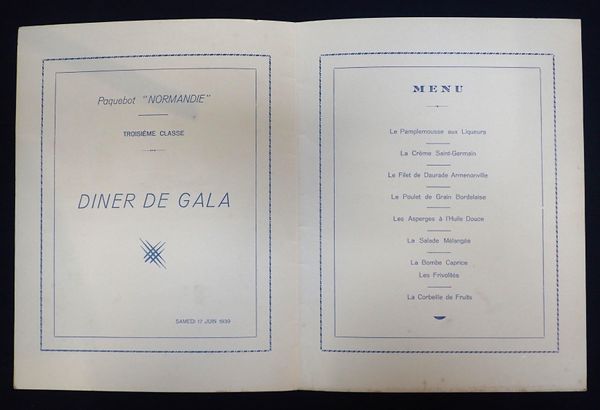 Paquebot "NORMANDIE"
TROISIÈME CLASSE
DINER DE GALA
SAMEDI 17 JUIN 1939
MENU
Le Pamplemousse aux Liqueurs
La Crème Saint-Germain
Le Filet de Daurade Armenonville
Le Poulet de Grain Bordelaise
Les Asperges à l'Huile Douce
La Salade Mélangée
La Bombe Caprice
Les Frivolités
La Corbeille de Fruits